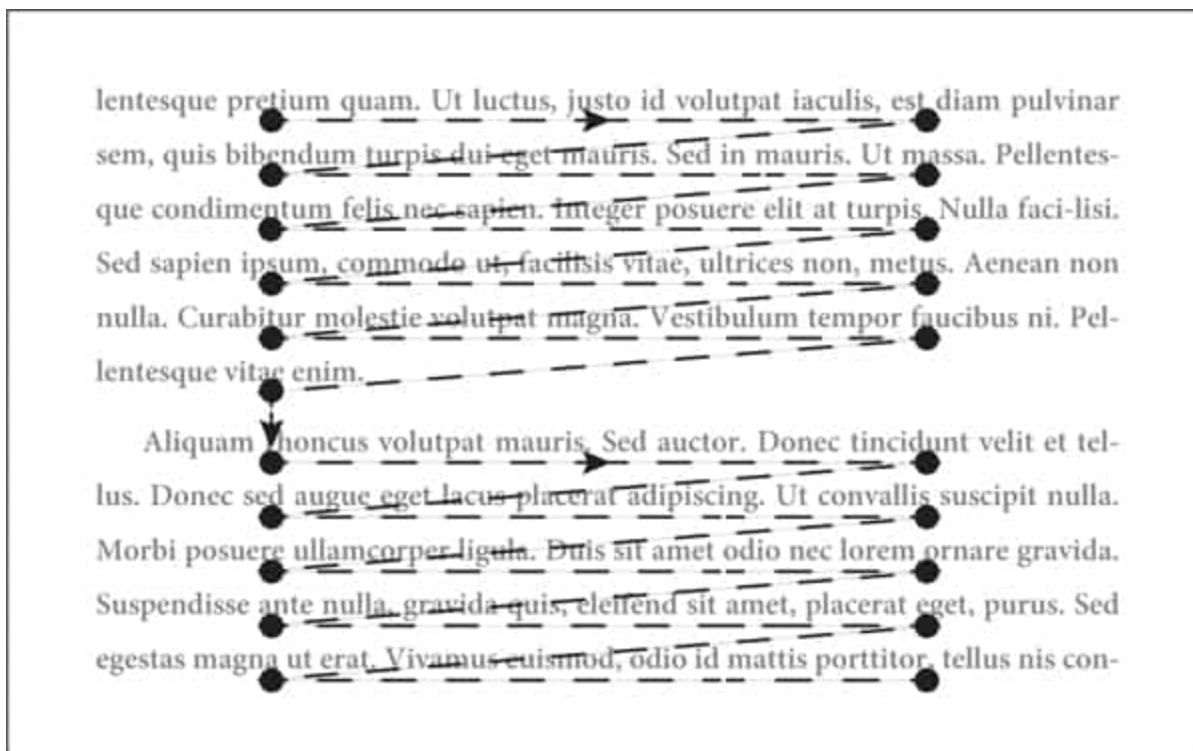 lentesque pretium quam. Ut luctus, justo id volutpat iaculis, est diam pulvinar
sem, quis bibendum turpis dui eget mauris. Sed in mauris. Ut massa. Pellentes-
que condimentum felis nec sapien. Integer posuere elit at turpis. Nulla faci-lisi.
Sed sapien ipsum, commodo ut, facilisis vitae, ultrices non, metus. Aenean non
nulla. Curabitur molestie volutpat magna. Vestibulum tempor faucibus ni. Pel-
lentesque vitae enim.
Aliquam rhoncus volutpat mauris. Sed auctor. Donec tincidunt velit et tel-
lus. Donec sed augue eget lacus placerat adipiscing. Ut convallis suscipit nulla.
Morbi posuere ullamcorper ligula. Duis sit amet odio nec lorem ornare gravida.
Suspendisse ante nulla, gravida quis, eleifend sit amet, placerat eget, purus. Sed
egestas magna ut erat. Vivamus euismod, odio id mattis porttitor, tellus nis con-